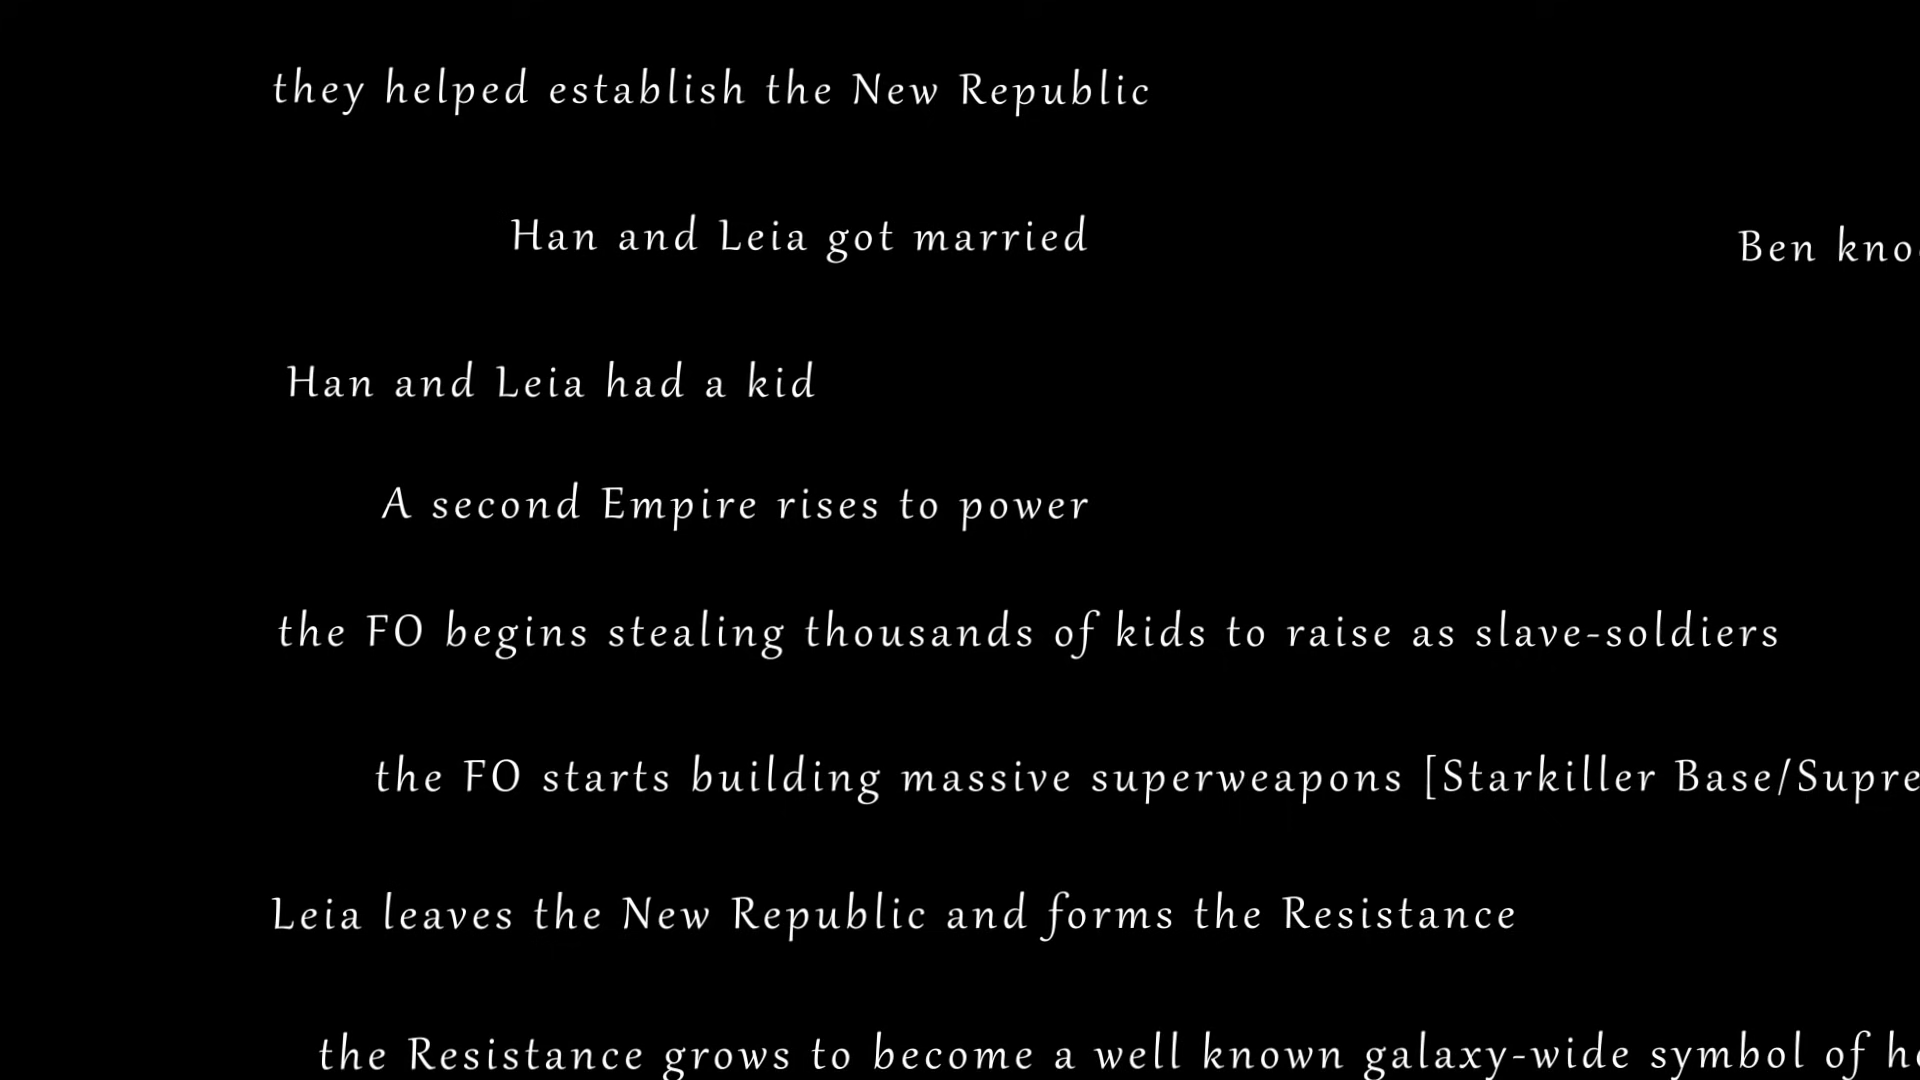 they helped establish the New Republic
Han and Leia got married
Ben
Han and Leia had a kid
A second Empire rises to power
the FO begins stealing thousands of kids to raise as slave-soldiers
the FO starts building massive superweapons [Starkiller Base/
Leia leaves the New Republic and forms the Resistance
the Resistance grows to become a well known galaxy-wide symbol of